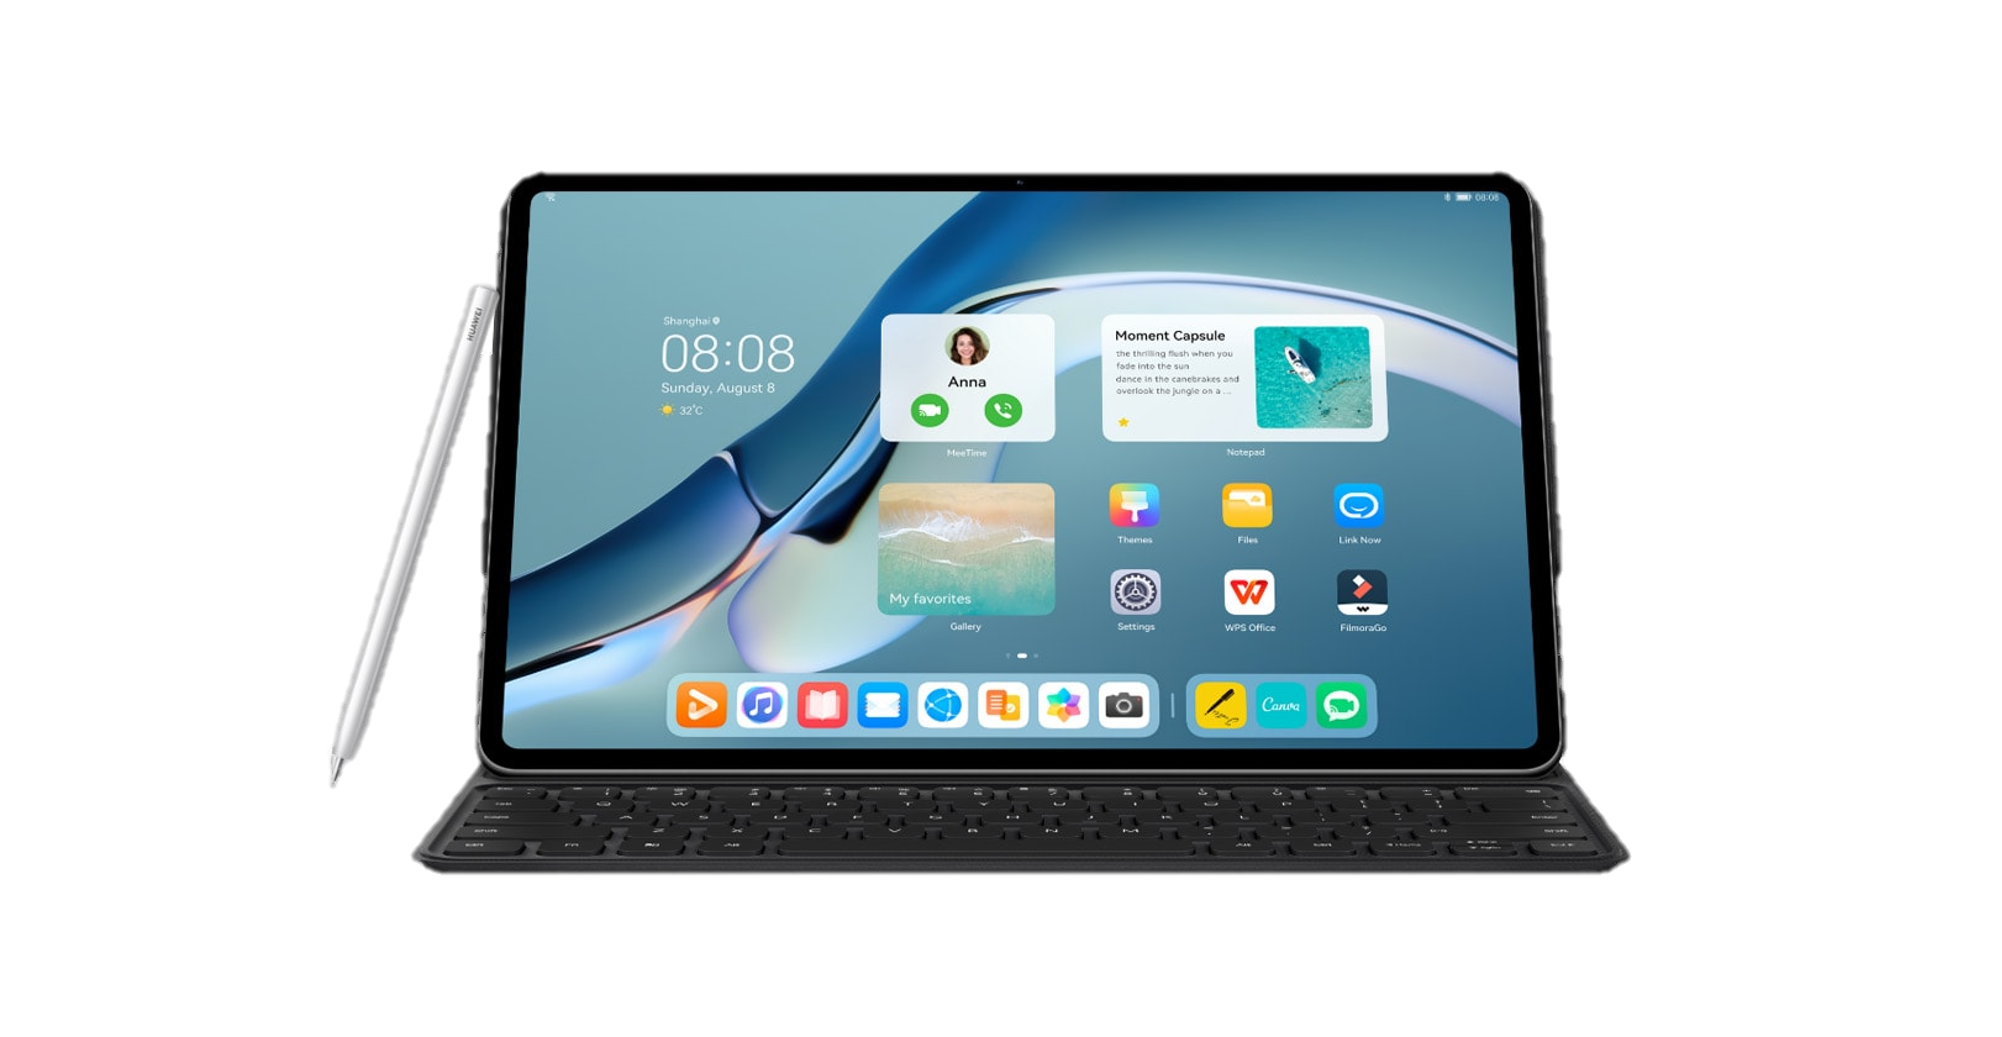 08:08
HUAWEI
Shanghai
08:08
Sunday, August 8
32°C
Anna
MeeTime
Moment Capsule
the thrilling flush when you
fade into the sun
dance in the canebrakes and
overlook the jungle on a ...
Notepad
My favorites
Gallery
Themes
Files
Link Now
Settings
WPS Office
FilmoraGo
Canva
Q W E R T Y U I O P
A S D F G H J K L
Z X C V B N M